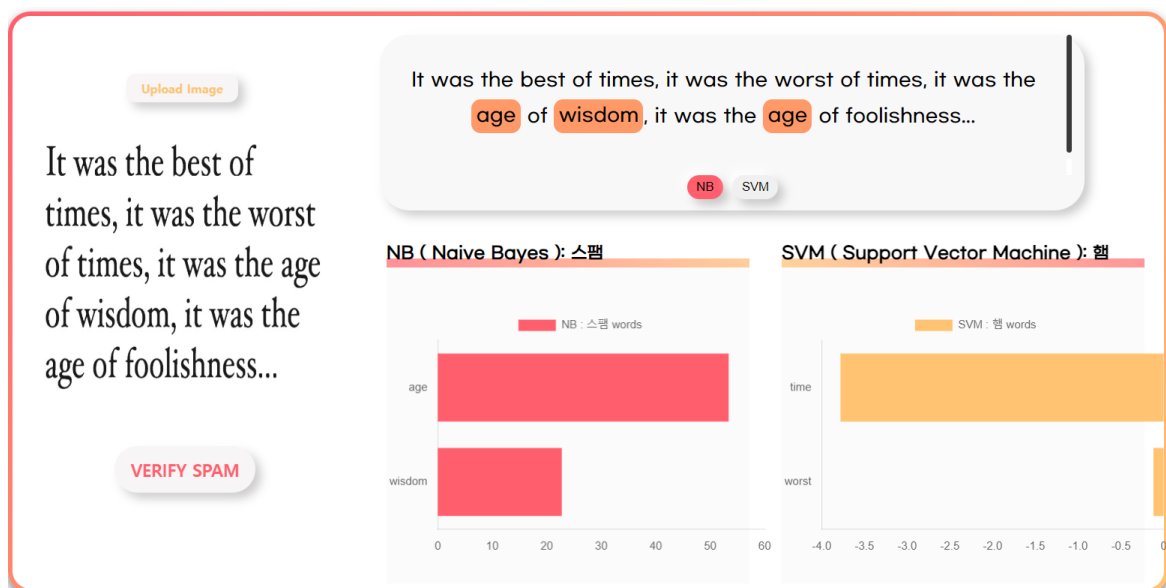 Upload Image
It was the best of
times, it was the worst
of times, it was the age
of wisdom, it was the
age of foolishness...
VERIFY SPAM
It was the best of times, it was the worst of times, it was the
age of wisdom, it was the age of foolishness...
NB SVM
NB ( Naive Bayes ): 스팸
NB : 스팸 words
age
wisdom
0 10 20 30 40 50 60
SVM ( Support Vector Machine ): 햄
SVM : 햄 words
time
worst
-4.0 -3.5 -3.0 -2.5 -2.0 -1.5 -1.0 -0.5 0